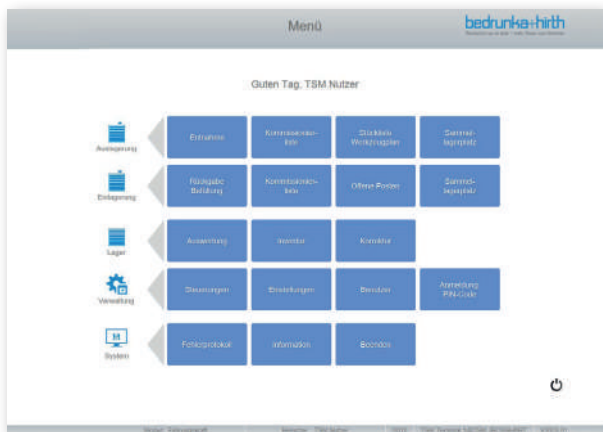 Menü
bedrunka+hirth
Guten Tag, TSM Nutzer
Auslagerung
Entnahme
Kommissionier-
liste
Stückliste
Werkzeugplan
Sammel-
lagerplatz
Einlagerung
Rückgabe
Befüllung
Kommissionier-
liste
Offene Posten
Sammel-
lagerplatz
Lager
Auswertung
Inventur
Korrektur
Verwaltung
Steuerungen
Einstellungen
Benutzer
Anmeldung
PIN-Code
M
System
Fehlerprotokoll
Information
Beenden